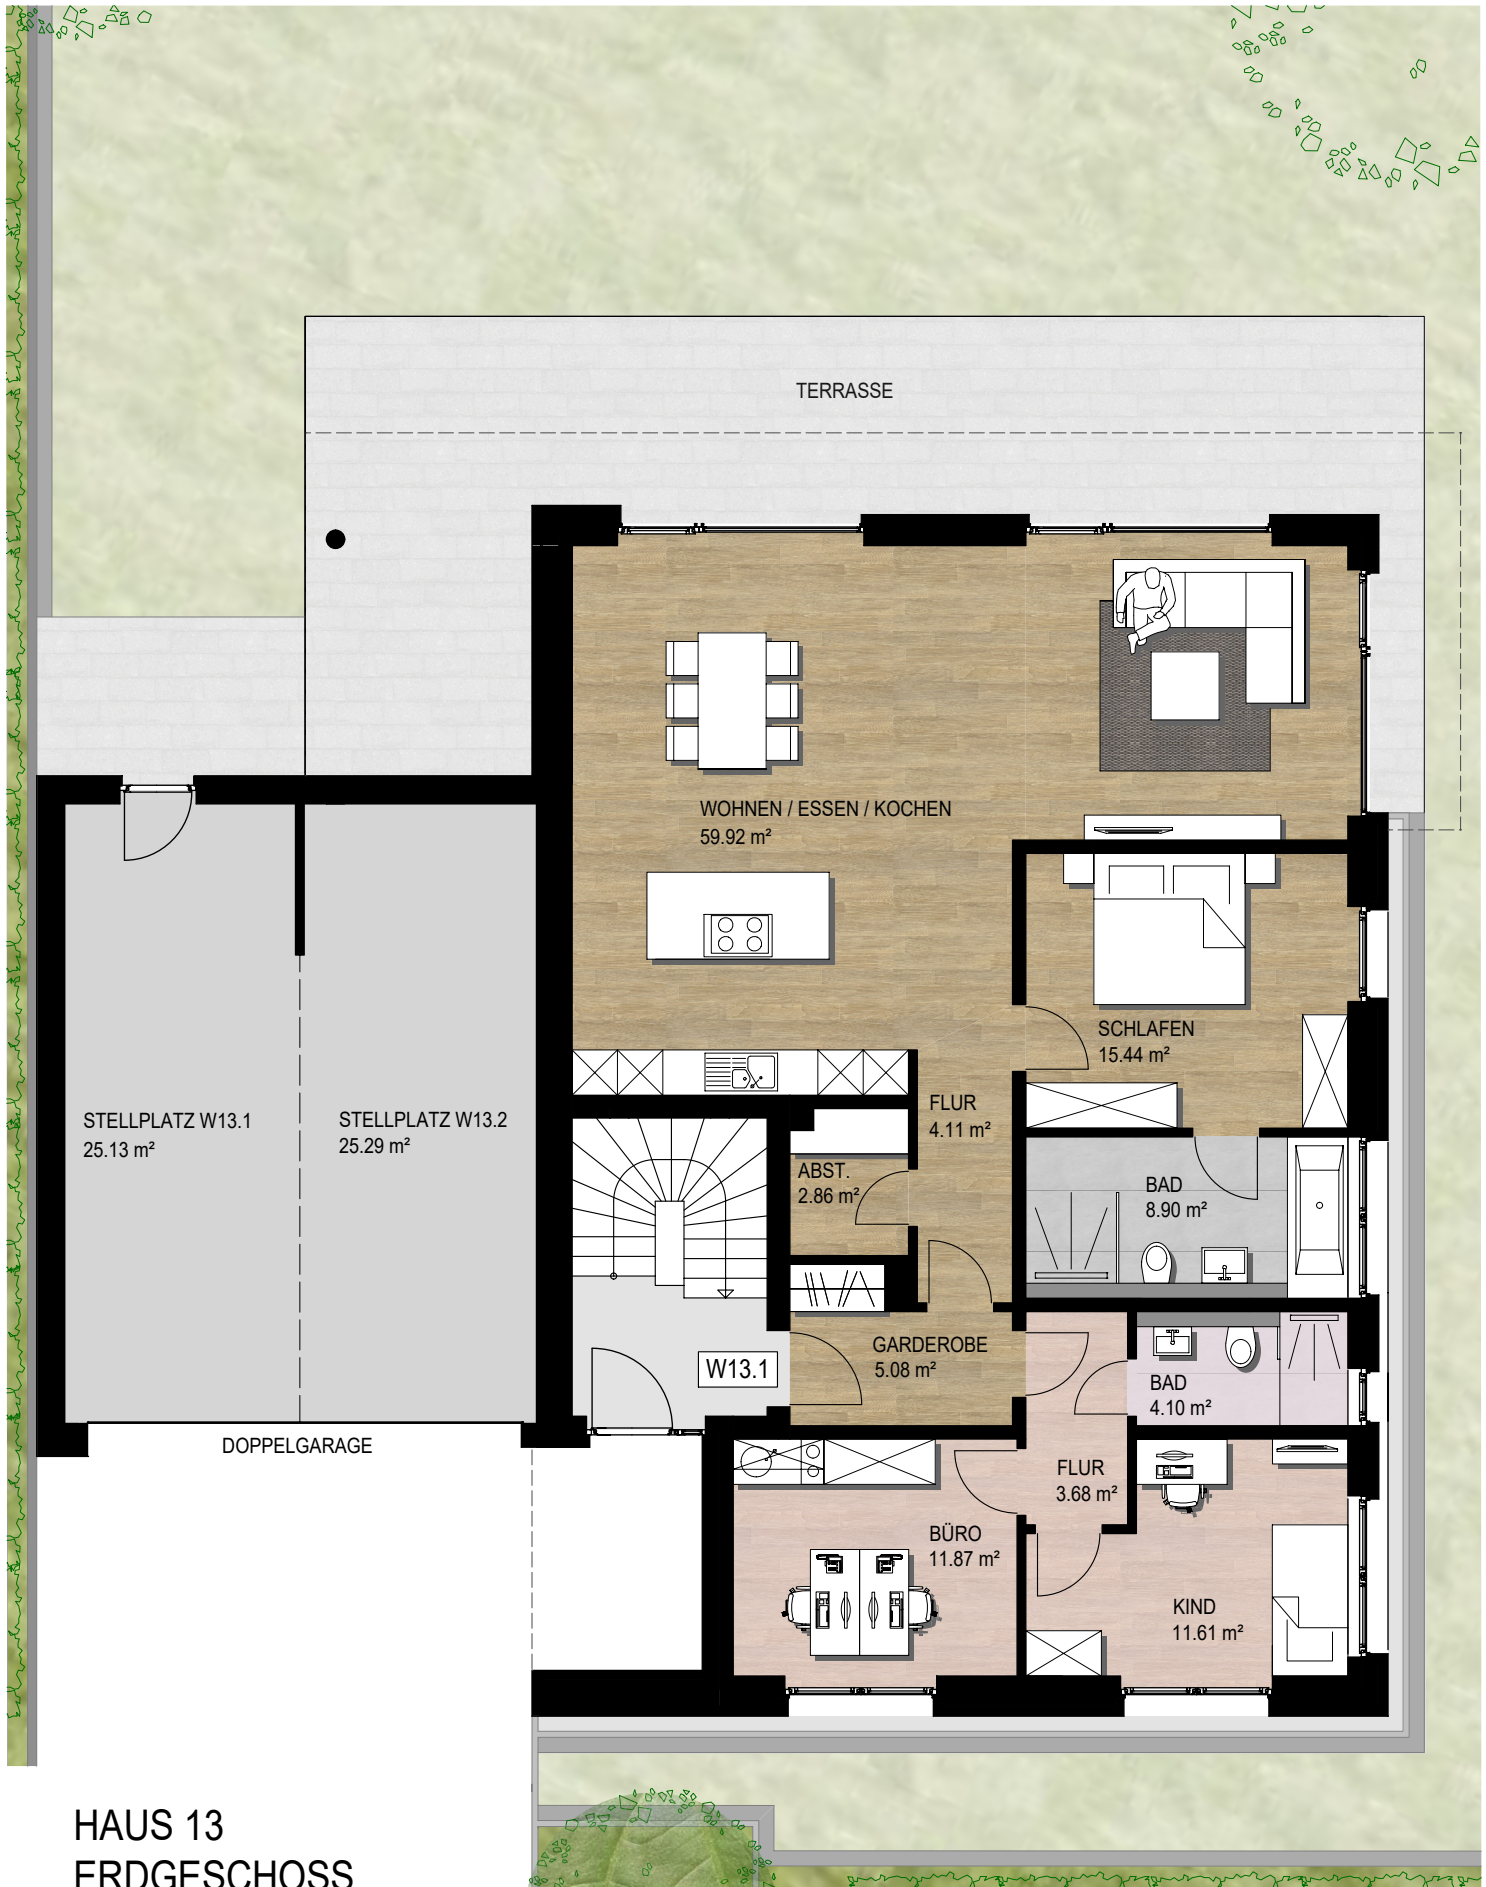 TERRASSE
WOHNEN / ESSEN / KOCHEN
59.92 m²
SCHLAFEN
15.44 m²
STELLPLATZ W13.1
25.13 m²
STELLPLATZ W13.2
25.29 m²
FLUR
4.11 m²
ABST.
2.86 m²
BAD
8.90 m²
GARDEROBE
5.08 m²
W13.1
BAD
4.10 m²
DOPPELGARAGE
FLUR
3.68 m²
BÜRO
11.87 m²
KIND
11.61 m²
HAUS 13
ERDGESCHOSS